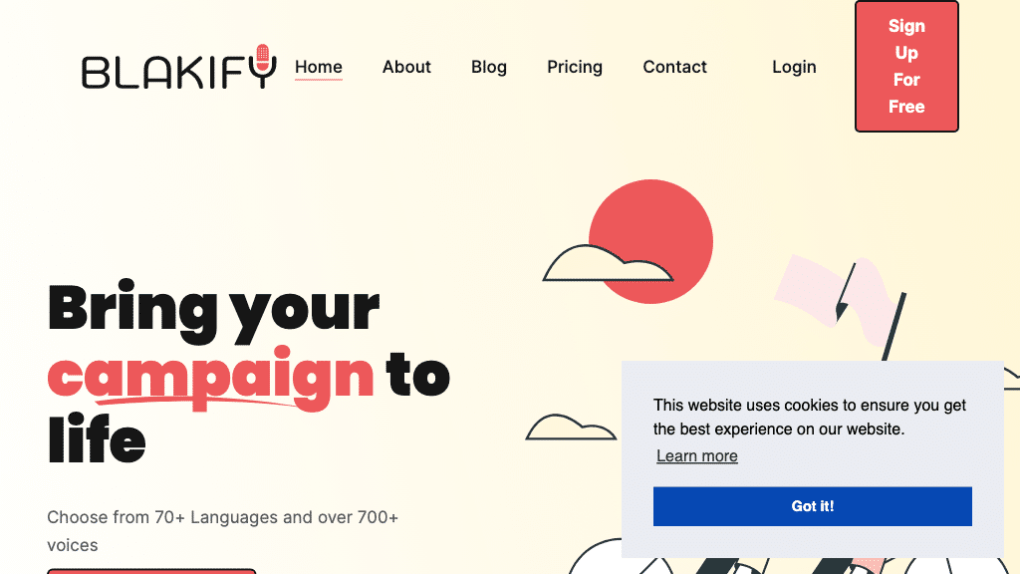 BLAKIFY
Home
About
Blog
Pricing
Contact
Login
Sign
Up
For
Free
Bring your
campaign to
life
Choose from 70+ Languages and over 700+
voices
This website uses cookies to ensure you get
the best experience on our website.
Learn more
Got it!